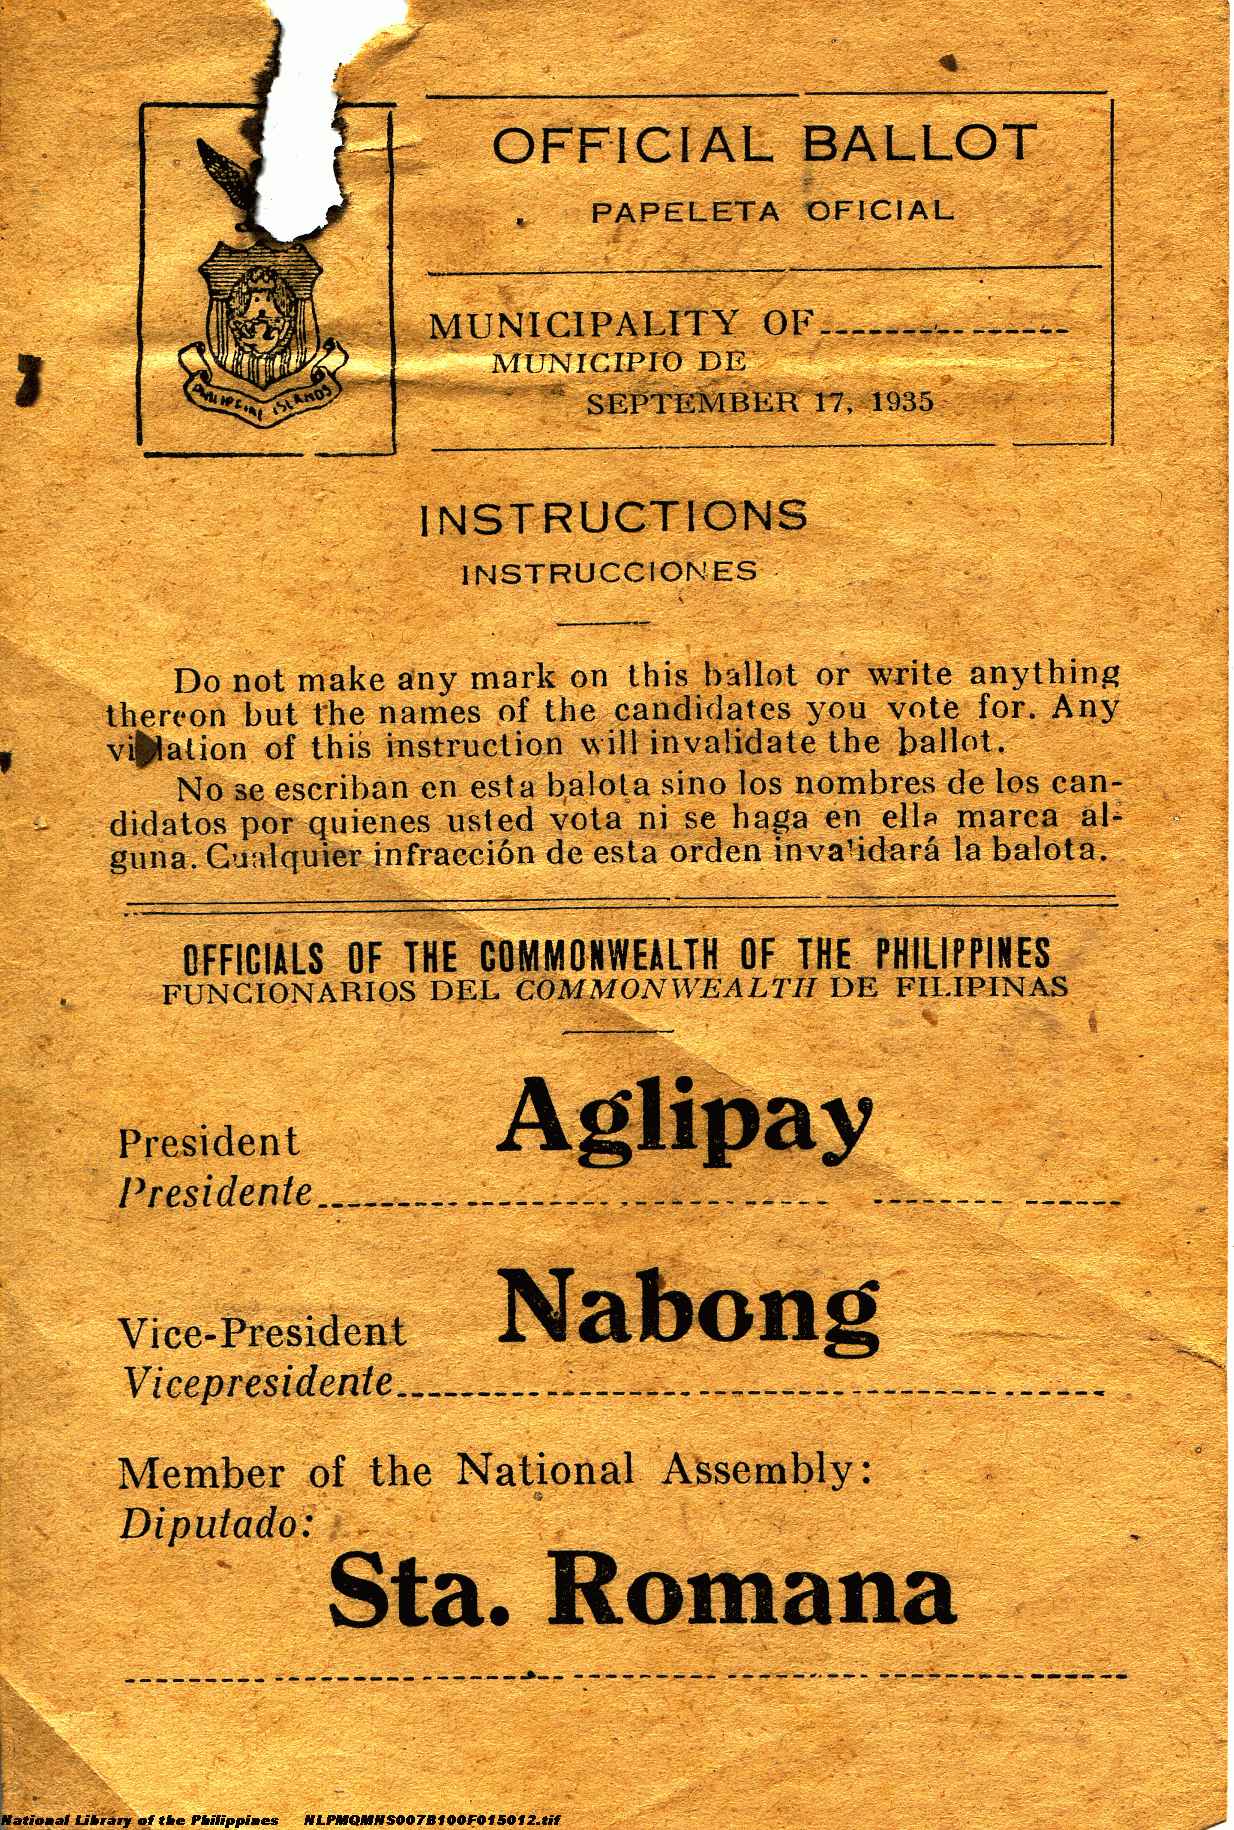 OFFICIAL BALLOT
PAPELETA OFICIAL
MUNICIPALITY OF
MUNICIPIO DE
SEPTEMBER 17, 1935
PHILIPPINE ISLANDS
INSTRUCTIONS
INSTRUCCIONES
Do not make any mark on this ballot or write anything
thereon but the names of the candidates you vote for. Any
violation of this instruction will invalidate the ballot.
No se escriban en esta balota sino los nombres de los can-
didatos por quienes usted vota ni se haga en ella marca al-
guna. Cualquier infracción de esta orden invalidará la balota.
OFFICIALS OF THE COMMONWEALTH OF THE PHILIPPINES
FUNCIONARIOS DEL COMMONWEALTH DE FILIPINAS
President Aglipay
Presidente
Vice-President Nabong
Vicepresidente
Member of the National Assembly:
Diputado:
Sta. Romana
National Library of the Philippines NLPMQMNS007B100F015012.tif